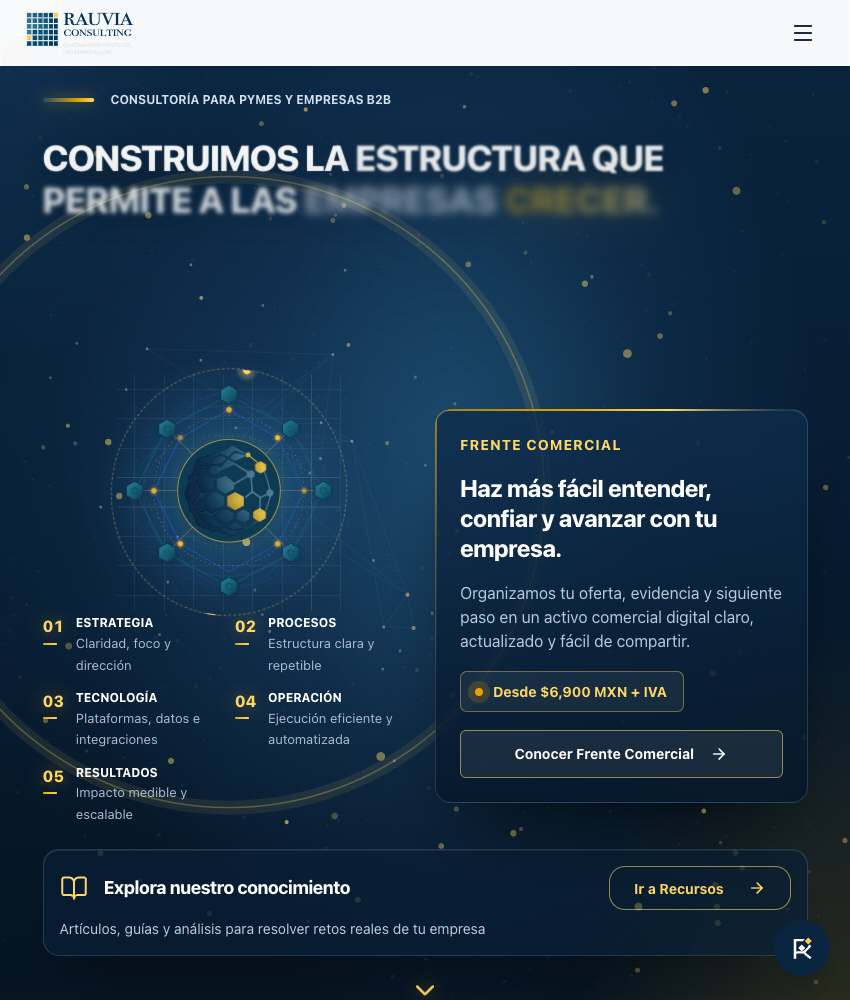 RAUVIA
CONSULTING
CONSULTORÍA PARA PYMES Y EMPRESAS B2B
CONSTRUIMOS LA ESTRUCTURA QUE
PERMITE A LAS EMPRESAS CRECER.
01 ESTRATEGIA
Claridad, foco y
dirección
02 PROCESOS
Estructura clara y
repetible
03 TECNOLOGÍA
Plataformas, datos e
integraciones
04 OPERACIÓN
Ejecución eficiente y
automatizada
05 RESULTADOS
Impacto medible y
escalable
FRENTE COMERCIAL
Haz más fácil entender,
confiar y avanzar con tu
empresa.
Organizamos tu oferta, evidencia y siguiente
paso en un activo comercial digital claro,
actualizado y fácil de compartir.
Desde $6,900 MXN + IVA
Conocer Frente Comercial
Explora nuestro conocimiento
Ir a Recursos
Artículos, guías y análisis para resolver retos reales de tu empresa